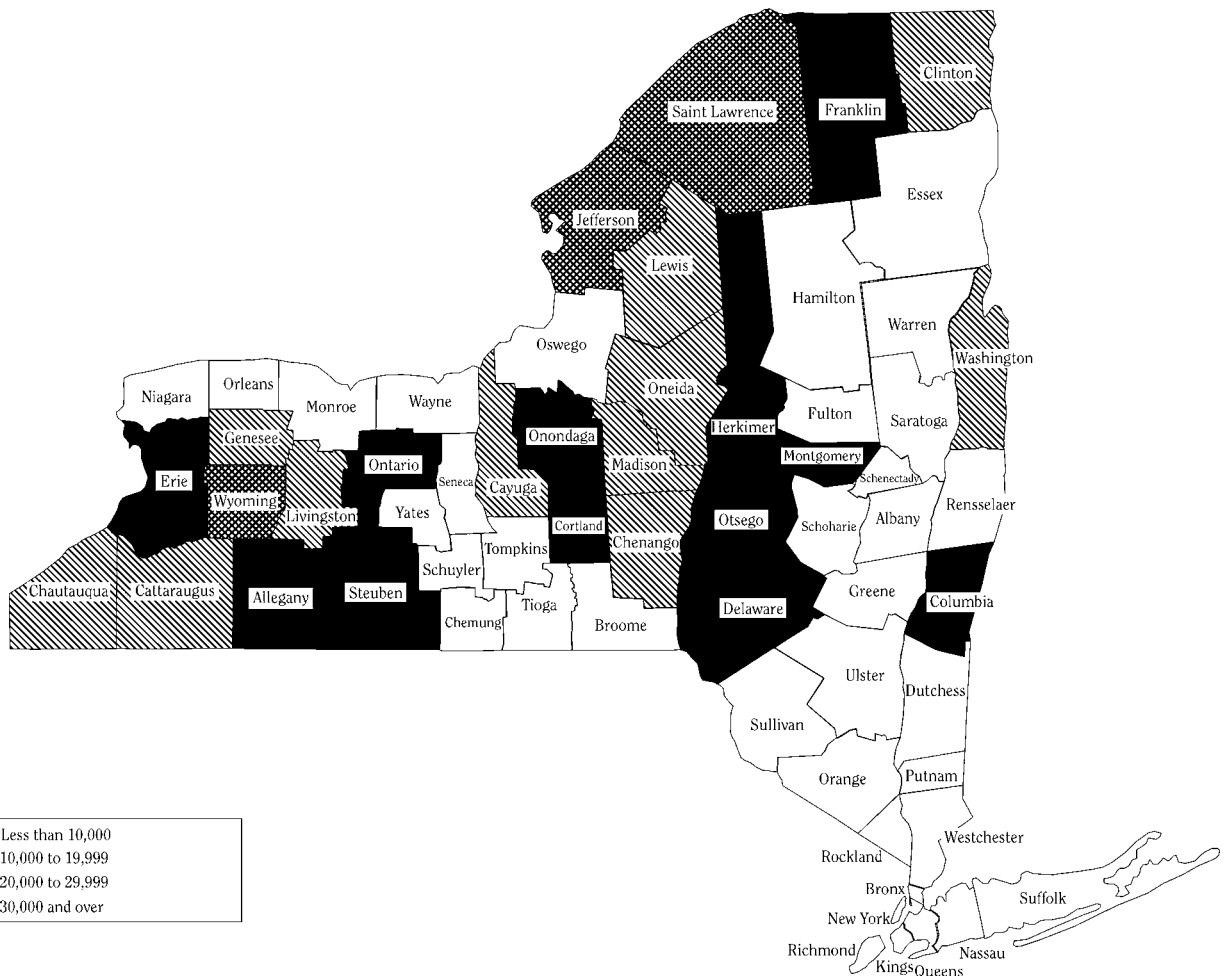 Clinton
Saint Lawrence
Franklin
Essex
Jefferson
Lewis
Hamilton
Warren
Oswego
Washington
Orleans
Oneida
Niagara
Wayne
Monroe
Fulton
Saratoga
Herkimer
Genesee
Onondaga
Montgomery
Ontario
Madison
Schenectady
Erie
Seneca
Cayuga
Wyoming
Rensselaer
Yates
Livingston
Otsego
Albany
Cortland
Schoharie
Chenango
Tompkins
Schuyler
Chautauqua
Cattaraugus
Allegany
Steuben
Greene
Columbia
Tioga
Delaware
Chemung
Broome
Ulster
Dutchess
Sullivan
Orange
Putnam
Less than 10,000
10,000 to 19,999
20,000 to 29,999
30,000 and over
Westchester
Rockland
Bronx
Suffolk
New York
Richmond
Nassau
Kings
Queens